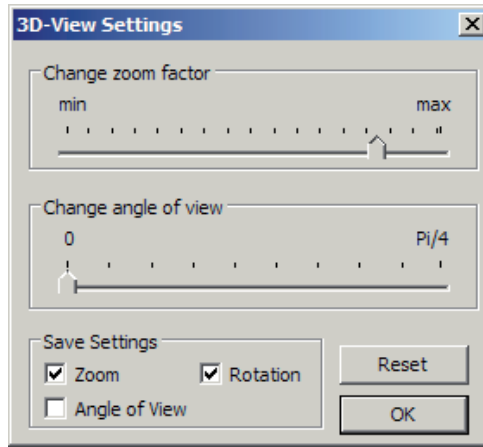 3D-View Settings
Change zoom factor
min max
Change angle of view
0 Pi/4
Save Settings
Zoom Rotation
Angle of View
Reset
OK